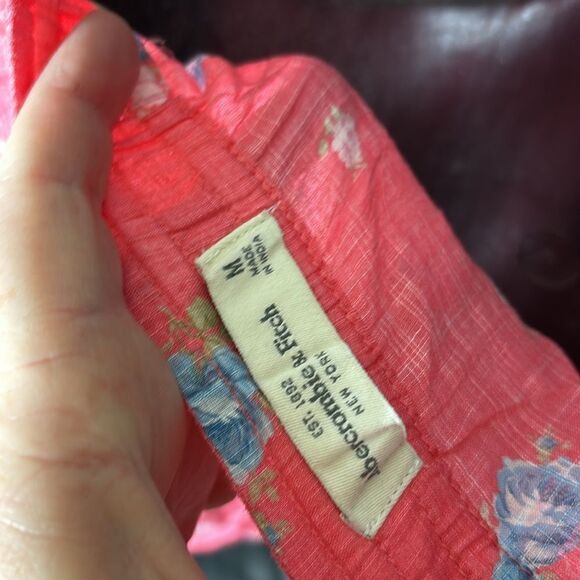 Abercrombie & Fitch
NEW YORK
EST. 1892
M
MADE
IN INDIA